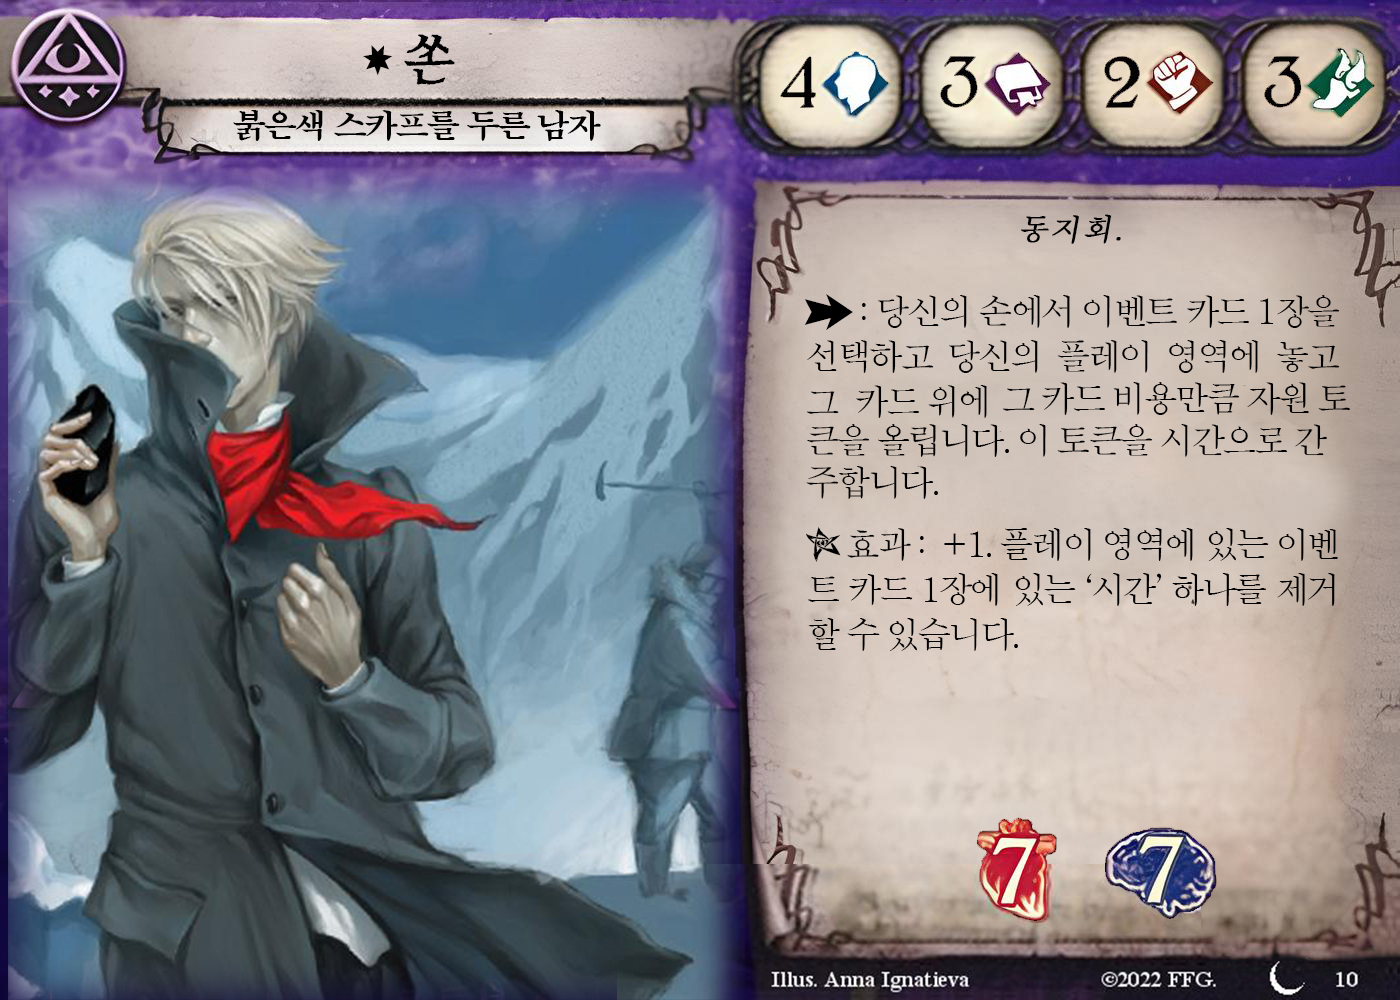 쏜
4 3 2 3
붉은색 스카프를 두른 남자
동지회.
: 당신의 손에서 이벤트 카드 1장을
선택하고 당신의 플레이 영역에 놓고
그 카드 위에 그 카드 비용만큼 자원 토
큰을 올립니다. 이 토큰을 시간으로 간
주합니다.
효과 : +1. 플레이 영역에 있는 이벤
트 카드 1장에 있는 ‘시간’ 하나를 제거
할 수 있습니다.
7 7
Illus. Anna Ignatieva ©2022 FFG. 10